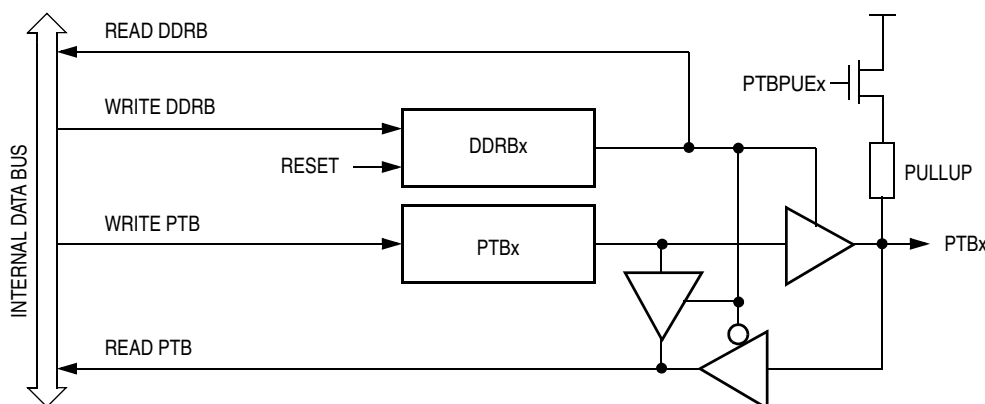 READ DDRB
PTBPUEx
WRITE DDRB
DDRBx
RESET
PULLUP
INTERNAL DATA BUS
WRITE PTB
PTBx
PTBx
READ PTB